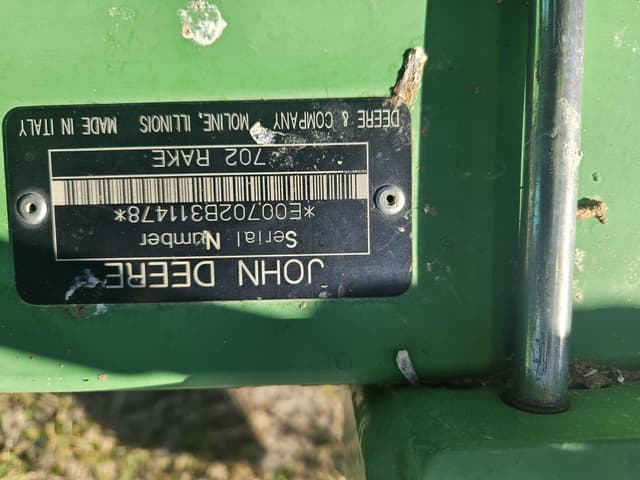 JOHN DEERE
Serial Number
*E00702B311478*
702 RAKE
DEERE & COMPANY MOLINE, ILLINOIS MADE IN ITALY